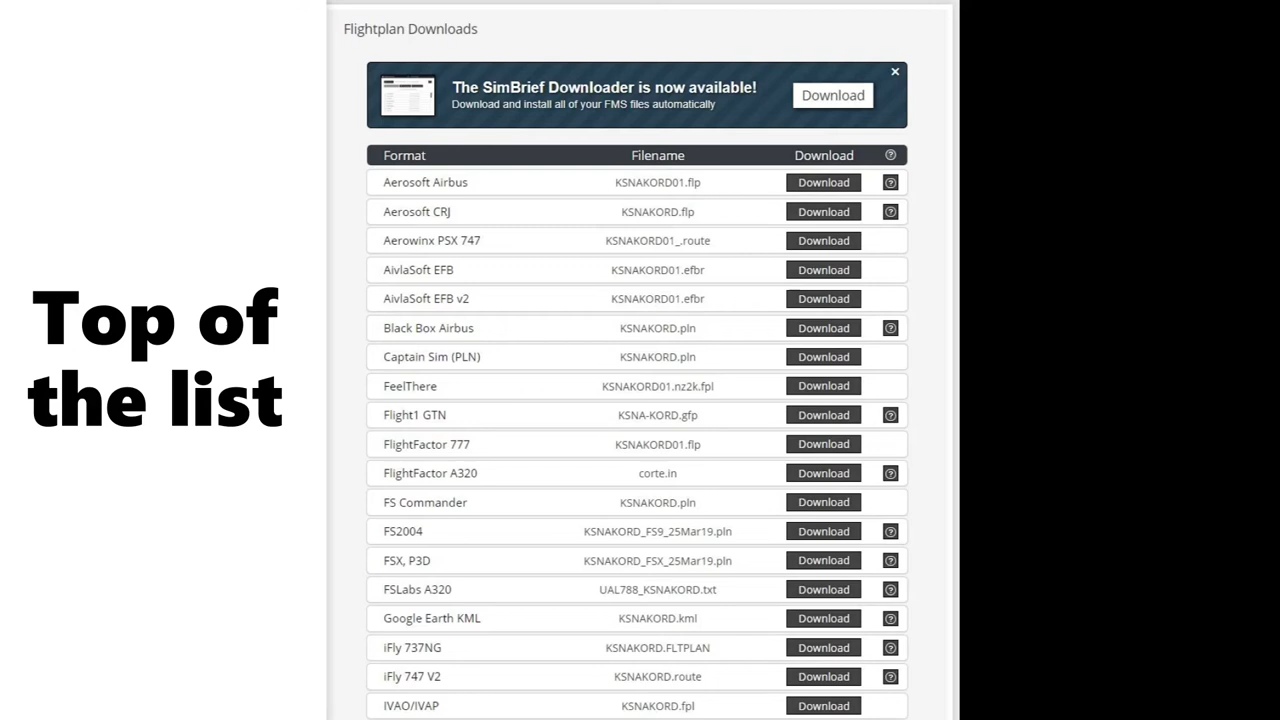 Flightplan Downloads
The SimBrief Downloader is now available!
Download and install all of your FMS files automatically
Download
Format Filename Download
Aerosoft Airbus KSNAKORD01.flp Download
Aerosoft CRJ KSNAKORD.flp Download
Aerowinx PSX 747 KSNAKORD01_.route Download
AivlaSoft EFB KSNAKORD01.efbr Download
AivlaSoft EFB v2 KSNAKORD01.efbr Download
Black Box Airbus KSNAKORD.pln Download
Captain Sim (PLN) KSNAKORD.pln Download
FeelThere KSNAKORD01.nz2k.fpl Download
Flight1 GTN KSNA-KORD.gfp Download
FlightFactor 777 KSNAKORD01.flp Download
FlightFactor A320 corte.in Download
FS Commander KSNAKORD.pln Download
FS2004 KSNAKORD_FS9_25Mar19.pln Download
FSX, P3D KSNAKORD_FSX_25Mar19.pln Download
FSLabs A320 UAL788_KSNAKORD.txt Download
Google Earth KML KSNAKORD.kml Download
iFly 737NG KSNAKORD.FLTPLAN Download
iFly 747 V2 KSNAKORD.route Download
IVAO/IVAP KSNAKORD.fpl Download
Top of
the list